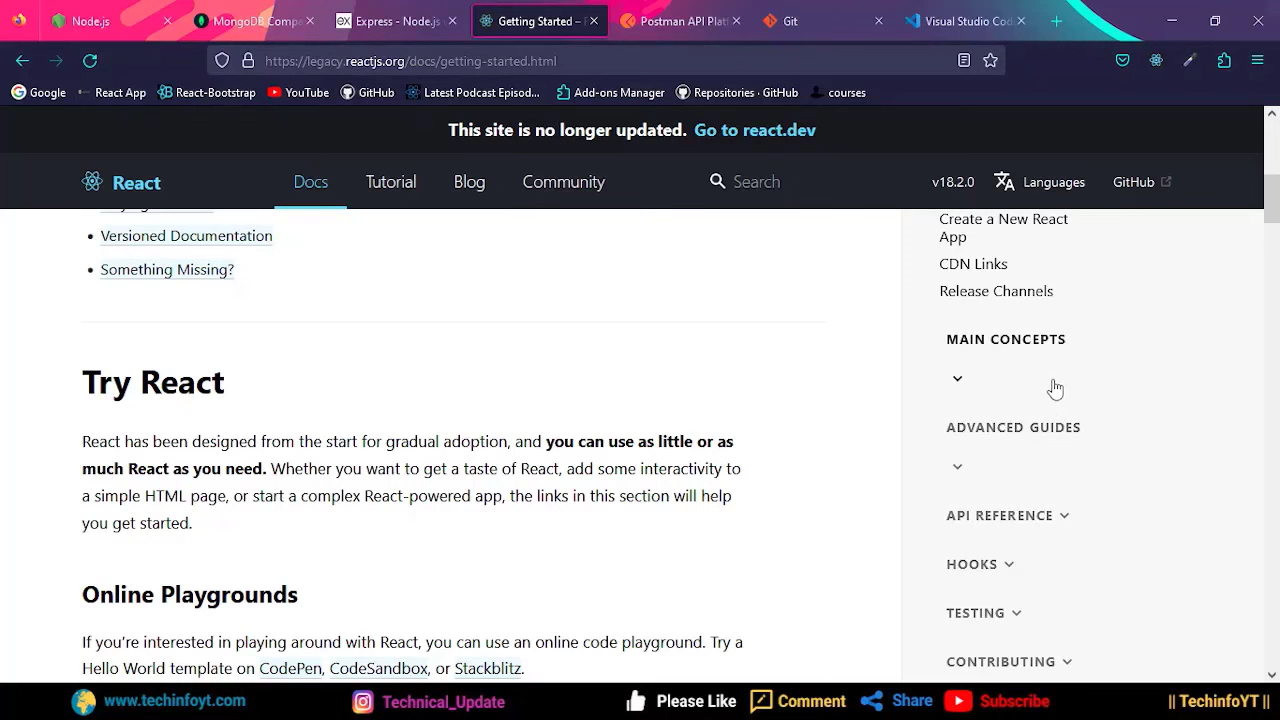 Node.js
MongoDB Compa
Express - Node.js
Getting Started –
Postman API Platf
Git
Visual Studio Cod
https://legacy.reactjs.org/docs/getting-started.html
Google
React App
React-Bootstrap
YouTube
GitHub
Latest Podcast Episod...
Add-ons Manager
Repositories · GitHub
courses
This site is no longer updated. Go to react.dev
React
Docs
Tutorial
Blog
Community
Search
v18.2.0
Languages
GitHub
Versioned Documentation
Something Missing?
Try React
React has been designed from the start for gradual adoption, and you can use as little or as
much React as you need. Whether you want to get a taste of React, add some interactivity to
a simple HTML page, or start a complex React-powered app, the links in this section will help
you get started.
Online Playgrounds
If you’re interested in playing around with React, you can use an online code playground. Try a
Hello World template on CodePen, CodeSandbox, or Stackblitz.
Create a New React
App
CDN Links
Release Channels
MAIN CONCEPTS
ADVANCED GUIDES
API REFERENCE
HOOKS
TESTING
CONTRIBUTING
www.techinfoyt.com
Technical_Update
Please Like
Comment
Share
Subscribe
|| TechinfoYT ||